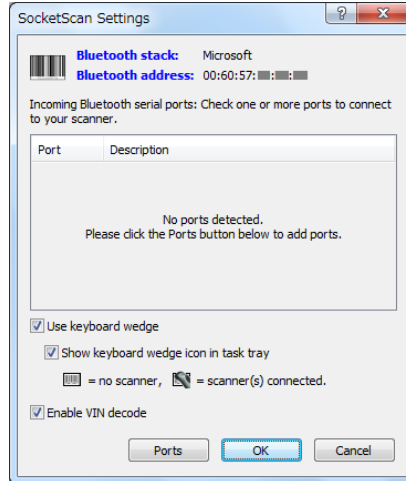 SocketScan Settings
Bluetooth stack: Microsoft
Bluetooth address: 00:60:57:
Incoming Bluetooth serial ports: Check one or more ports to connect
to your scanner.
Port Description
No ports detected.
Please click the Ports button below to add ports.
Use keyboard wedge
Show keyboard wedge icon in task tray
= no scanner, = scanner(s) connected.
Enable VIN decode
Ports OK Cancel